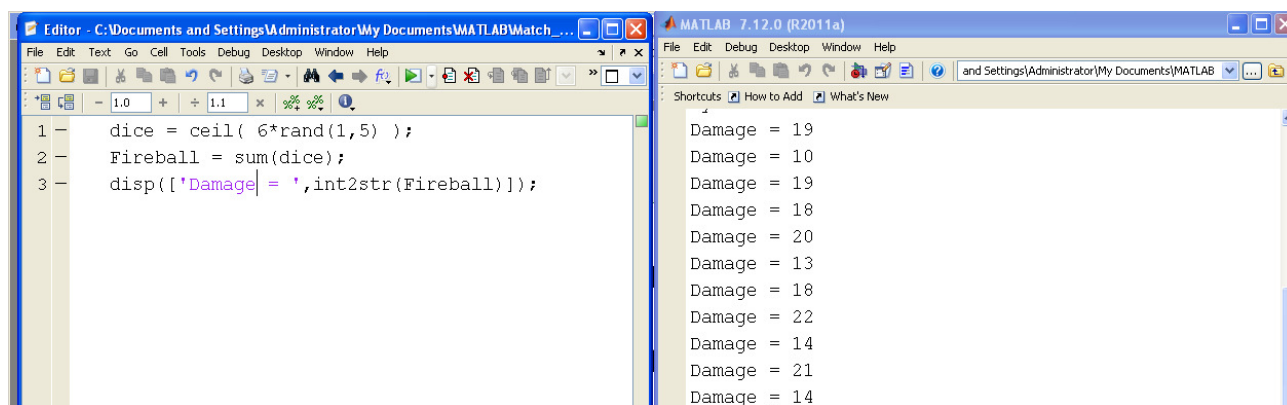 Editor - C:\Documents and Settings\Administrator\My Documents\MATLAB\Match_...
File Edit Text Go Cell Tools Debug Desktop Window Help
- 1.0 + ÷ 1.1 ×
1 - dice = ceil( 6*rand(1,5) );
2 - Fireball = sum(dice);
3 - disp(['Damage = ',int2str(Fireball)]);
MATLAB 7.12.0 (R2011a)
File Edit Debug Desktop Window Help
and Settings\Administrator\My Documents\MATLAB
Shortcuts How to Add What's New
Damage = 19
Damage = 10
Damage = 19
Damage = 18
Damage = 20
Damage = 13
Damage = 18
Damage = 22
Damage = 14
Damage = 21
Damage = 14